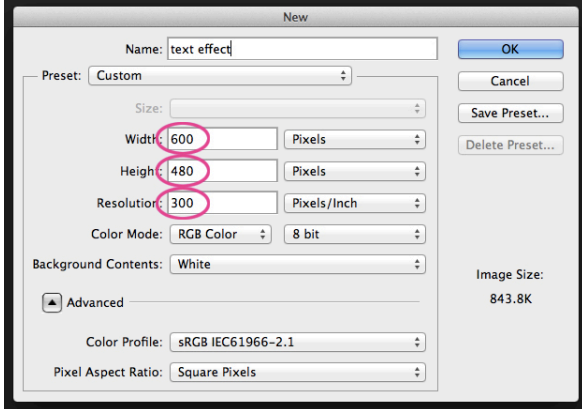 New
Name: text effect
OK
Preset: Custom
Cancel
Size:
Save Preset...
Width: 600 Pixels
Delete Preset...
Height: 480 Pixels
Resolution: 300 Pixels/Inch
Color Mode: RGB Color 8 bit
Background Contents: White
Image Size:
843.8K
Advanced
Color Profile: sRGB IEC61966-2.1
Pixel Aspect Ratio: Square Pixels